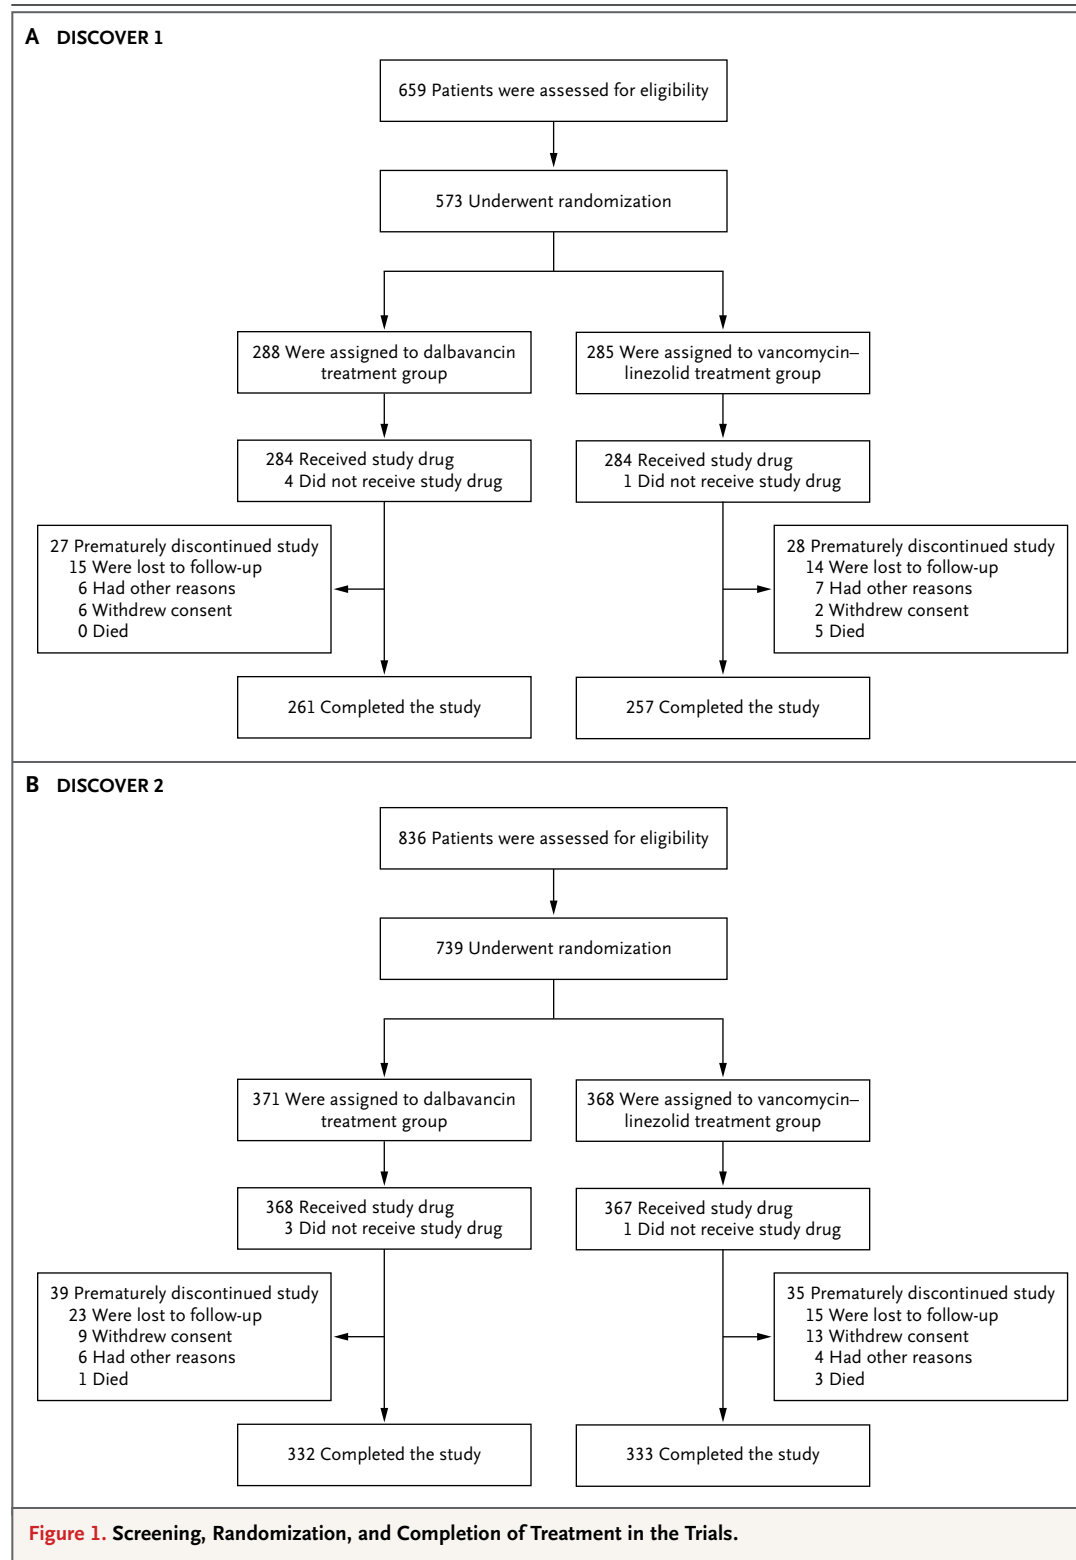 A DISCOVER 1
659 Patients were assessed for eligibility
573 Underwent randomization
288 Were assigned to dalbavancin
treatment group
285 Were assigned to vancomycin–
linezolid treatment group
284 Received study drug
4 Did not receive study drug
284 Received study drug
1 Did not receive study drug
27 Prematurely discontinued study
15 Were lost to follow-up
6 Had other reasons
6 Withdrew consent
0 Died
28 Prematurely discontinued study
14 Were lost to follow-up
7 Had other reasons
2 Withdrew consent
5 Died
261 Completed the study
257 Completed the study
B DISCOVER 2
836 Patients were assessed for eligibility
739 Underwent randomization
371 Were assigned to dalbavancin
treatment group
368 Were assigned to vancomycin–
linezolid treatment group
368 Received study drug
3 Did not receive study drug
367 Received study drug
1 Did not receive study drug
39 Prematurely discontinued study
23 Were lost to follow-up
9 Withdrew consent
6 Had other reasons
1 Died
35 Prematurely discontinued study
15 Were lost to follow-up
13 Withdrew consent
4 Had other reasons
3 Died
332 Completed the study
333 Completed the study
Figure 1. Screening, Randomization, and Completion of Treatment in the Trials.